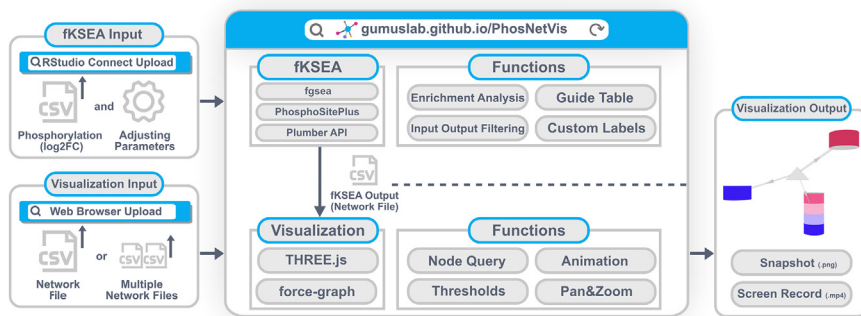 fKSEA Input
RStudio Connect Upload
CSV
and
Phosphorylation
(log2FC)
Adjusting
Parameters
Visualization Input
Web Browser Upload
CSV
or
CSV CSV
Network
File
Multiple
Network Files
gumuslab.github.io/PhosNetVis
fKSEA
fgsea
PhosphoSitePlus
Plumber API
Functions
Enrichment Analysis
Guide Table
Input Output Filtering
Custom Labels
CSV
fKSEA Output
(Network File)
Visualization
THREE.js
force-graph
Functions
Node Query
Animation
Thresholds
Pan&Zoom
Visualization Output
Snapshot (.png)
Screen Record (.mp4)